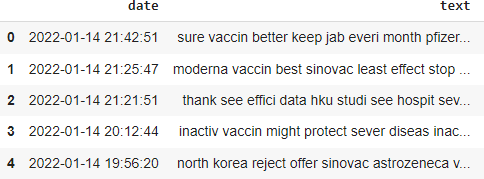 date text
0 2022-01-14 21:42:51 sure vaccin better keep jab everi month pfizer...
1 2022-01-14 21:25:47 moderna vaccin best sinovac least effect stop ...
2 2022-01-14 21:21:51 thank see effici data hku studi see hospit sev...
3 2022-01-14 20:12:44 inactiv vaccin might protect sever diseas inac...
4 2022-01-14 19:56:20 north korea reject offer sinovac astrozeneca v...